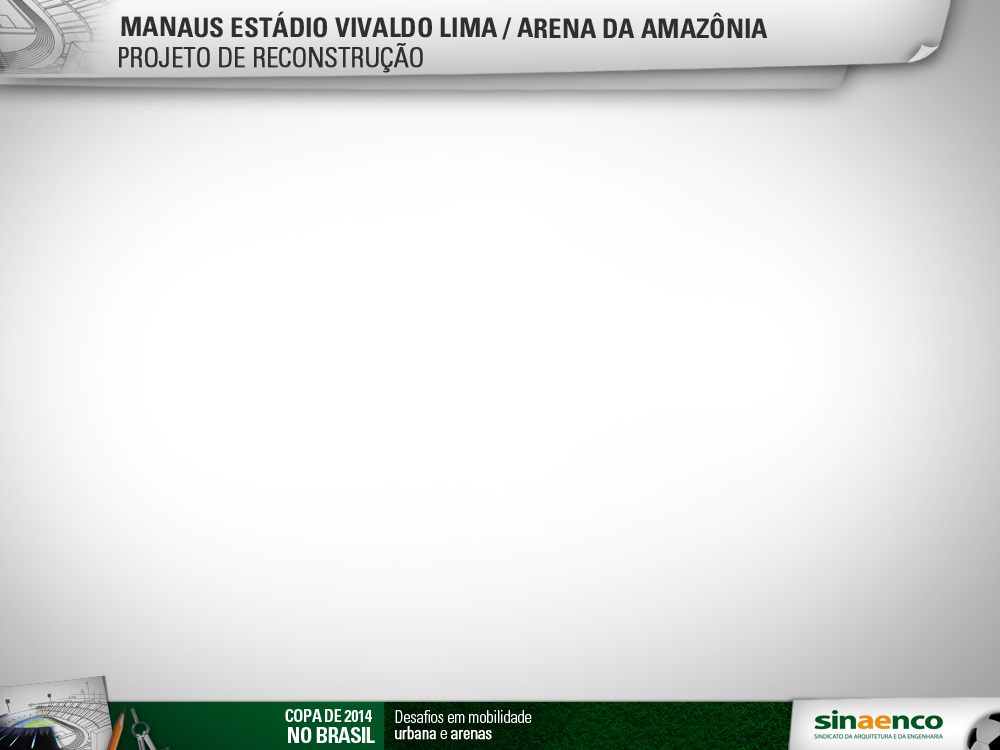 MANAUS ESTÁDIO VIVALDO LIMA / ARENA DA AMAZÔNIA
PROJETO DE RECONSTRUÇÃO
COPA DE 2014
NO BRASIL
Desafios em mobilidade
urbana e arenas
sinaenco
SINDICATO DA ARQUITETURA E DA ENGENHARIA